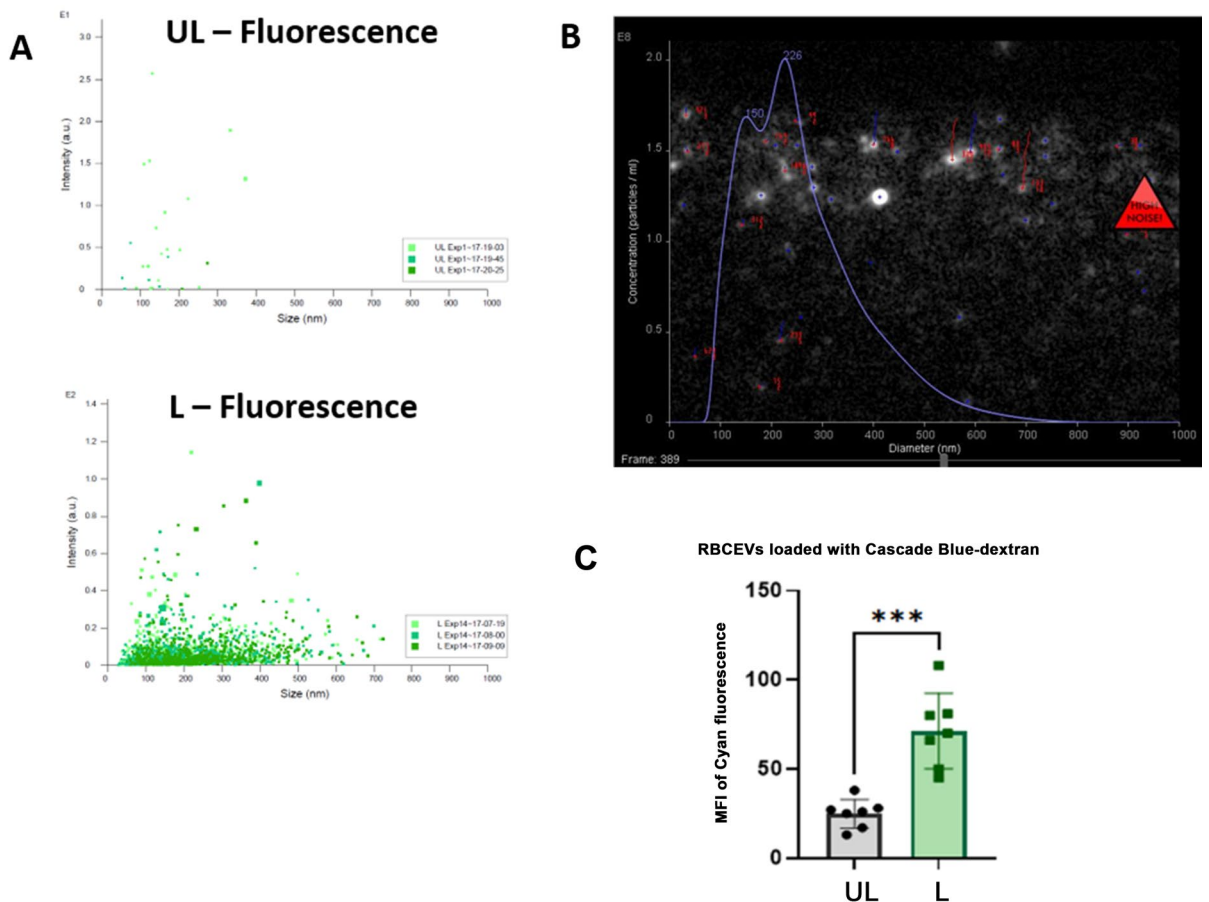 A
UL – Fluorescence
E1
3.0
2.5
2.0
1.5
1.0
0.5
0
Intensity (a.u.)
UL Exp1~17-19-03
UL Exp1~17-19-45
UL Exp1~17-20-25
0 100 200 300 400 500 600 700 800 900 1000
Size (nm)
L – Fluorescence
E2
1.4
1.2
1.0
0.8
0.6
0.4
0.2
0
Intensity (a.u.)
L Exp14~17-07-19
L Exp14~17-08-00
L Exp14~17-09-09
0 100 200 300 400 500 600 700 800 900 1000
Size (nm)
B
E8
2.0
1.5
1.0
0.5
0
Concentration (particles / ml)
150
226
HIGH
NOISE!
0 100 200 300 400 500 600 700 800 900 1000
Diameter (nm)
Frame: 389
C
RBCEVs loaded with Cascade Blue-dextran
150
100
50
0
MFI of Cyan fluorescence
***
UL L